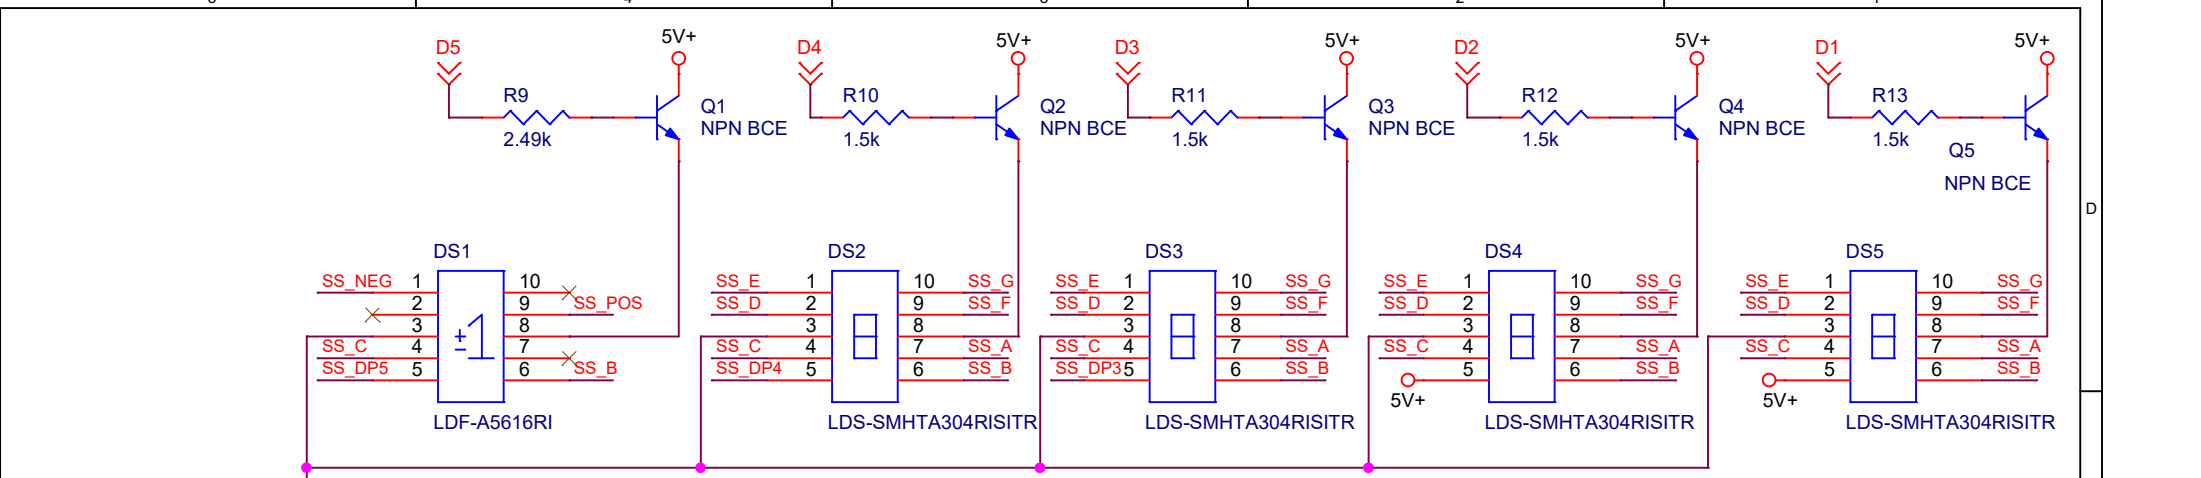 D5
5V+
D4
5V+
D3
5V+
D2
5V+
D1
5V+
R9
2.49k
Q1
NPN BCE
R10
1.5k
Q2
NPN BCE
R11
1.5k
Q3
NPN BCE
R12
1.5k
Q4
NPN BCE
R13
1.5k
Q5
NPN BCE
D
DS1
SS_NEG 1 10
2 9 SS_POS
3 8
SS_C 4 7
SS_DP5 5 6 SS_B
±1
LDF-A5616RI
DS2
SS_E 1 10 SS_G
SS_D 2 9 SS_F
3 8
SS_C 4 7 SS_A
SS_DP4 5 6 SS_B
LDS-SMHTA304RISITR
DS3
SS_E 1 10 SS_G
SS_D 2 9 SS_F
3 8
SS_C 4 7 SS_A
SS_DP3 5 6 SS_B
LDS-SMHTA304RISITR
DS4
SS_E 1 10 SS_G
SS_D 2 9 SS_F
3 8
SS_C 4 7 SS_A
5 6 SS_B
5V+
LDS-SMHTA304RISITR
DS5
SS_E 1 10 SS_G
SS_D 2 9 SS_F
3 8
SS_C 4 7 SS_A
5 6 SS_B
5V+
LDS-SMHTA304RISITR